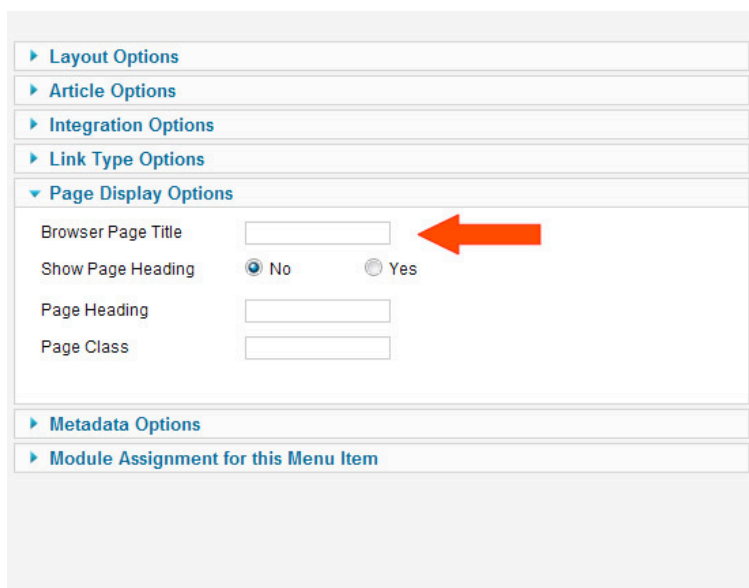 Layout Options
Article Options
Integration Options
Link Type Options
Page Display Options
Browser Page Title
Show Page Heading No Yes
Page Heading
Page Class
Metadata Options
Module Assignment for this Menu Item